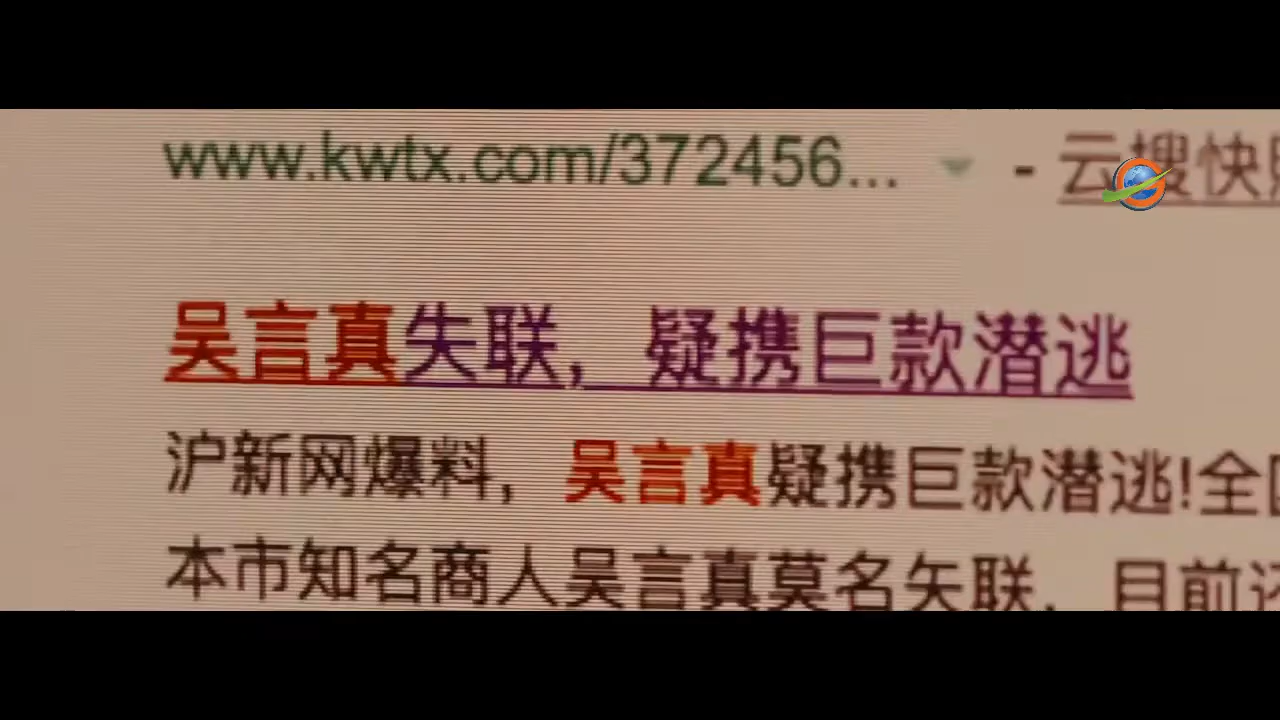 www.kwtx.com/372456... - 云搜快
吴言真失联，疑携巨款潜逃
沪新网爆料，吴言真疑携巨款潜逃!全
本市知名商人吴言真莫名失联，目前还